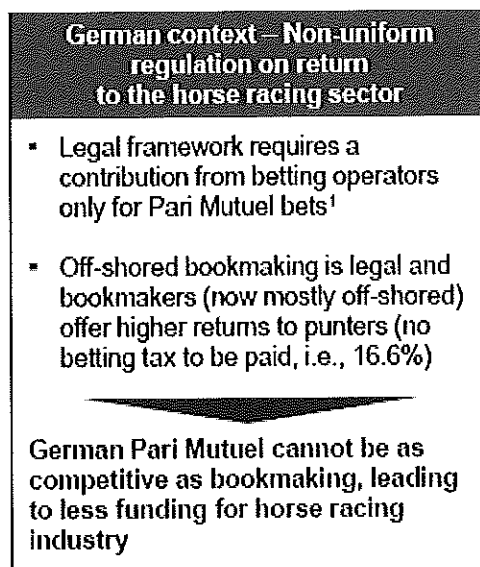 German context – Non-uniform
regulation on return
to the horse racing sector
▪ Legal framework requires a
contribution from betting operators
only for Pari Mutuel bets¹
▪ Off-shored bookmaking is legal and
bookmakers (now mostly off-shored)
offer higher returns to punters (no
betting tax to be paid, i.e., 16.6%)
German Pari Mutuel cannot be as
competitive as bookmaking, leading
to less funding for horse racing
industry